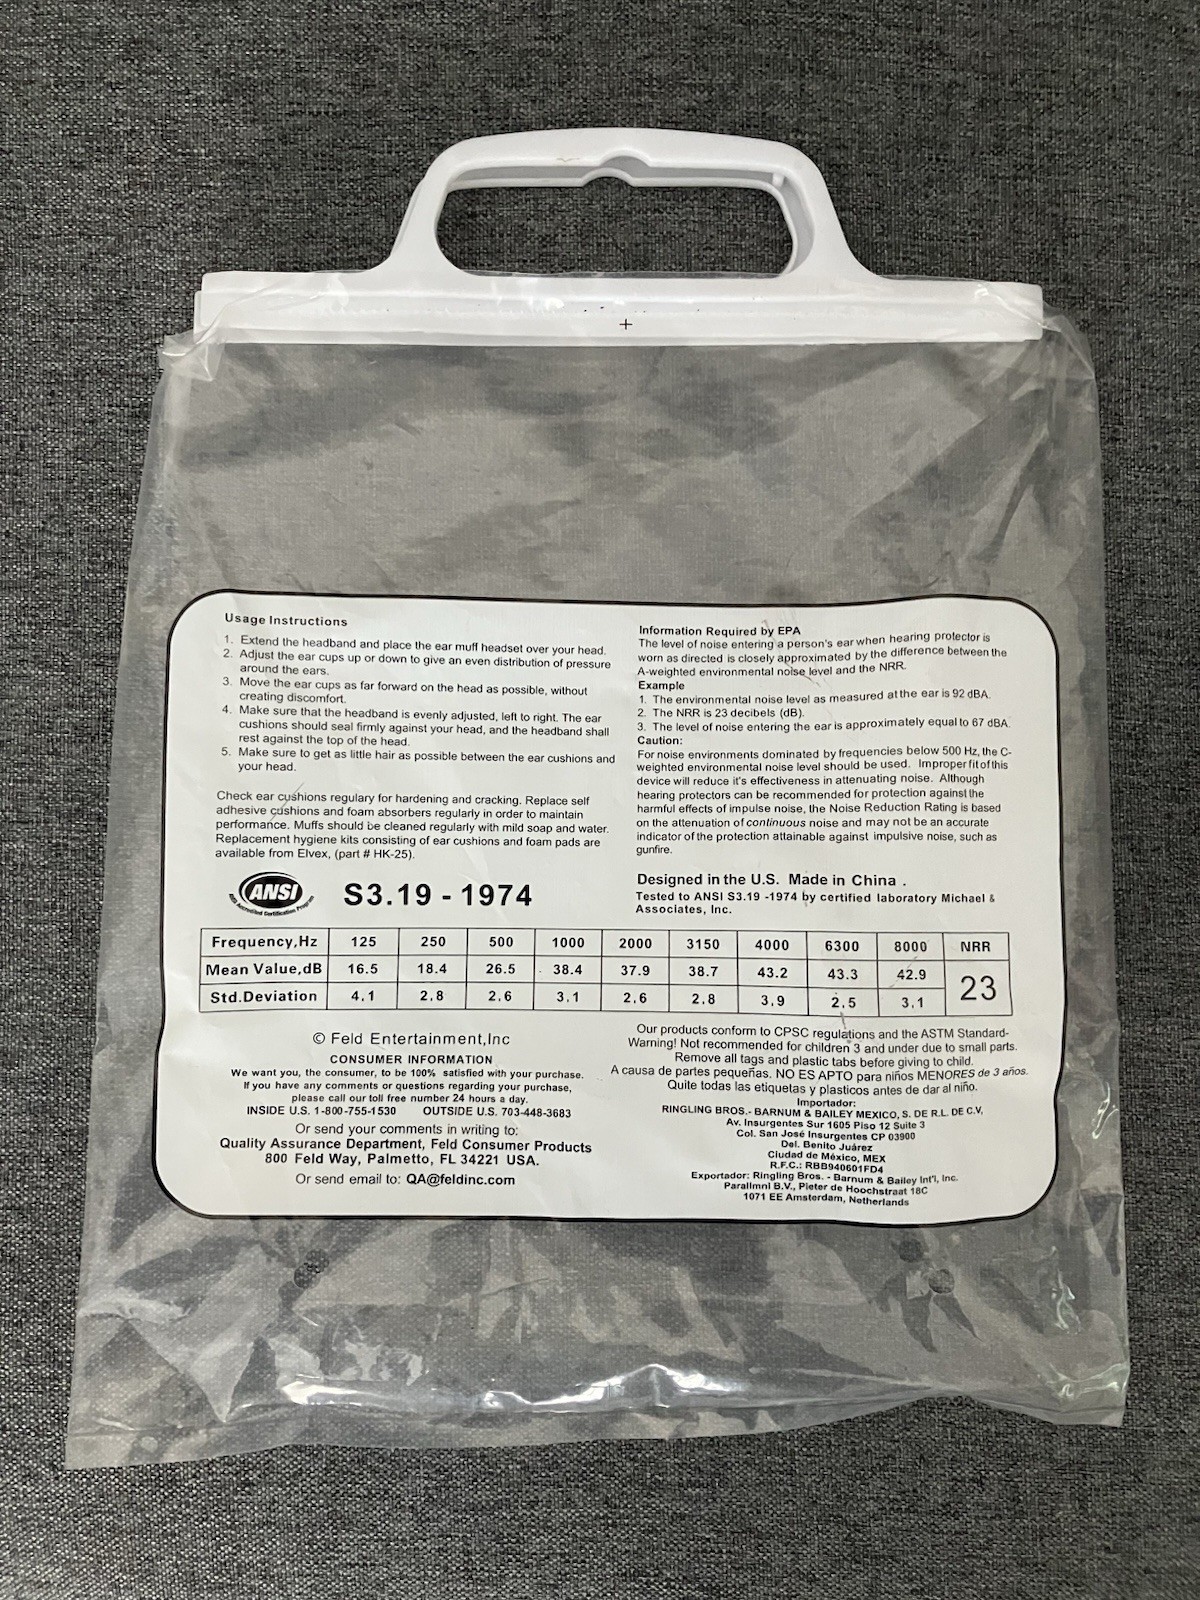 +
Usage Instructions
1. Extend the headband and place the ear muff headset over your head.
2. Adjust the ear cups up or down to give an even distribution of pressure
around the ears.
3. Move the ear cups as far forward on the head as possible, without
creating discomfort.
4. Make sure that the headband is evenly adjusted, left to right. The ear
cushions should seal firmly against your head, and the headband shall
rest against the top of the head.
5. Make sure to get as little hair as possible between the ear cushions and
your head.
Check ear cushions regulary for hardening and cracking. Replace self
adhesive cushions and foam absorbers regularly in order to maintain
performance. Muffs should be cleaned regularly with mild soap and water.
Replacement hygiene kits consisting of ear cushions and foam pads are
available from Elvex, (part # HK-25).
Information Required by EPA
The level of noise entering a person's ear when hearing protector is
worn as directed is closely approximated by the difference between the
A-weighted environmental noise level and the NRR.
Example
1. The environmental noise level as measured at the ear is 92 dBA.
2. The NRR is 23 decibels (dB).
3. The level of noise entering the ear is approximately equal to 67 dBA
Caution:
For noise environments dominated by frequencies below 500 Hz, the C-
weighted environmental noise level should be used. Improper fit of this
device will reduce it's effectiveness in attenuating noise. Although
hearing protectors can be recommended for protection against the
harmful effects of impulse noise, the Noise Reduction Rating is based
on the attenuation of continuous noise and may not be an accurate
indicator of the protection attainable against impulsive noise, such as
gunfire.
ANSI
ANSI Accredited Certification Program
S3.19 - 1974
Designed in the U.S. Made in China .
Tested to ANSI S3.19 -1974 by certified laboratory Michael &
Associates, Inc.
Frequency,Hz 125 250 500 1000 2000 3150 4000 6300 8000 NRR
Mean Value,dB 16.5 18.4 26.5 38.4 37.9 38.7 43.2 43.3 42.9 23
Std.Deviation 4.1 2.8 2.6 3.1 2.6 2.8 3.9 2.5 3.1
© Feld Entertainment,Inc
CONSUMER INFORMATION
We want you, the consumer, to be 100% satisfied with your purchase.
If you have any comments or questions regarding your purchase,
please call our toll free number 24 hours a day.
INSIDE U.S. 1-800-755-1530 OUTSIDE U.S. 703-448-3683
Or send your comments in writing to:
Quality Assurance Department, Feld Consumer Products
800 Feld Way, Palmetto, FL 34221 USA.
Or send email to: QA@feldinc.com
Our products conform to CPSC regulations and the ASTM Standard-
Warning! Not recommended for children 3 and under due to small parts.
Remove all tags and plastic tabs before giving to child.
A causa de partes pequeñas. NO ES APTO para niños MENORES de 3 años.
Quite todas las etiquetas y plasticos antes de dar al niño.
Importador:
RINGLING BROS.- BARNUM & BAILEY MEXICO, S. DE R.L. DE C.V,
Av. Insurgentes Sur 1605 Piso 12 Suite 3
Col. San José Insurgentes CP 03900
Del. Benito Juárez
Ciudad de México, MEX
R.F.C.: RBB940601FD4
Exportador: Ringling Bros. - Barnum & Bailey Int'l, Inc.
Paralimni B.V., Pieter de Hoochstraat 18C
1071 EE Amsterdam, Netherlands